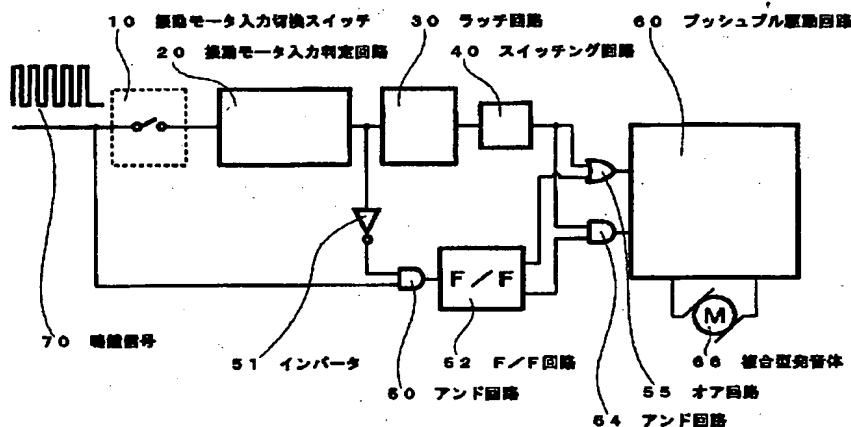 10 振動モータ入力切換スイッチ
30 ラッチ回路
60 プッシュプル駆動回路
20 振動モータ入力判定回路
40 スイッチング回路
F/F
M
70 鳴鐘信号
51 インバータ
52 F/F回路
66 複合型発音体
50 アンド回路
55 オア回路
54 アンド回路